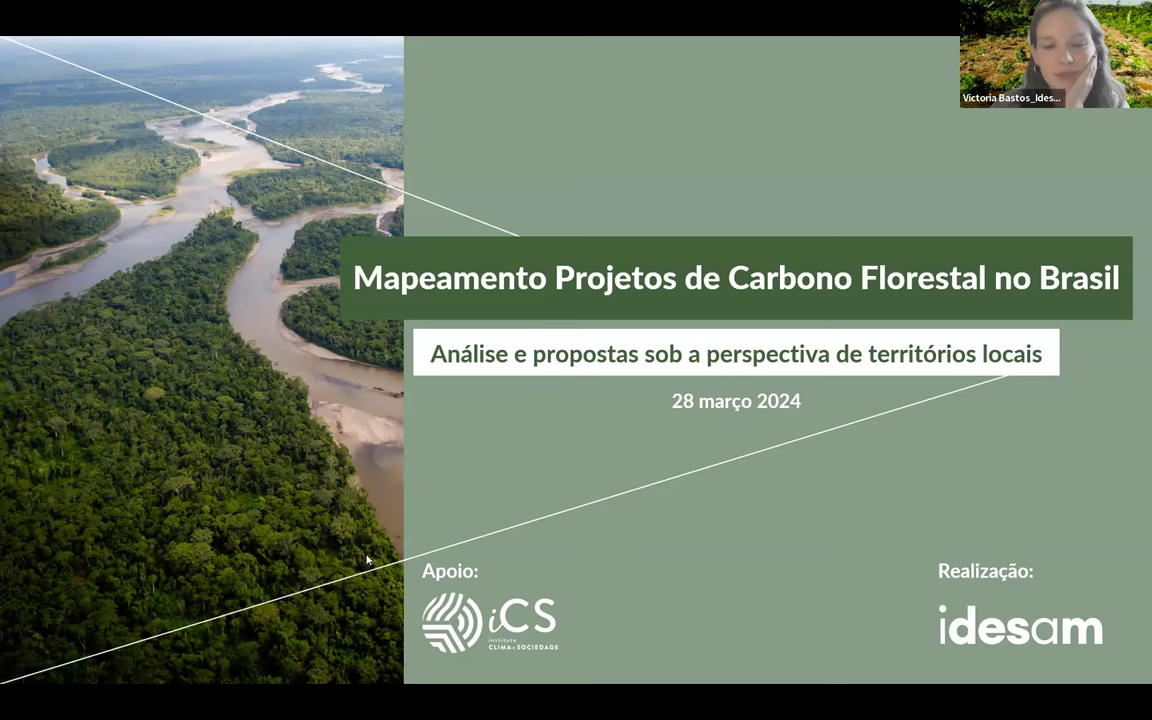 Victoria Bastos_Ides...
Mapeamento Projetos de Carbono Florestal no Brasil
Análise e propostas sob a perspectiva de territórios locais
28 março 2024
Apoio:
iCS
instituto
CLIMA e SOCIEDADE
Realização:
idesam